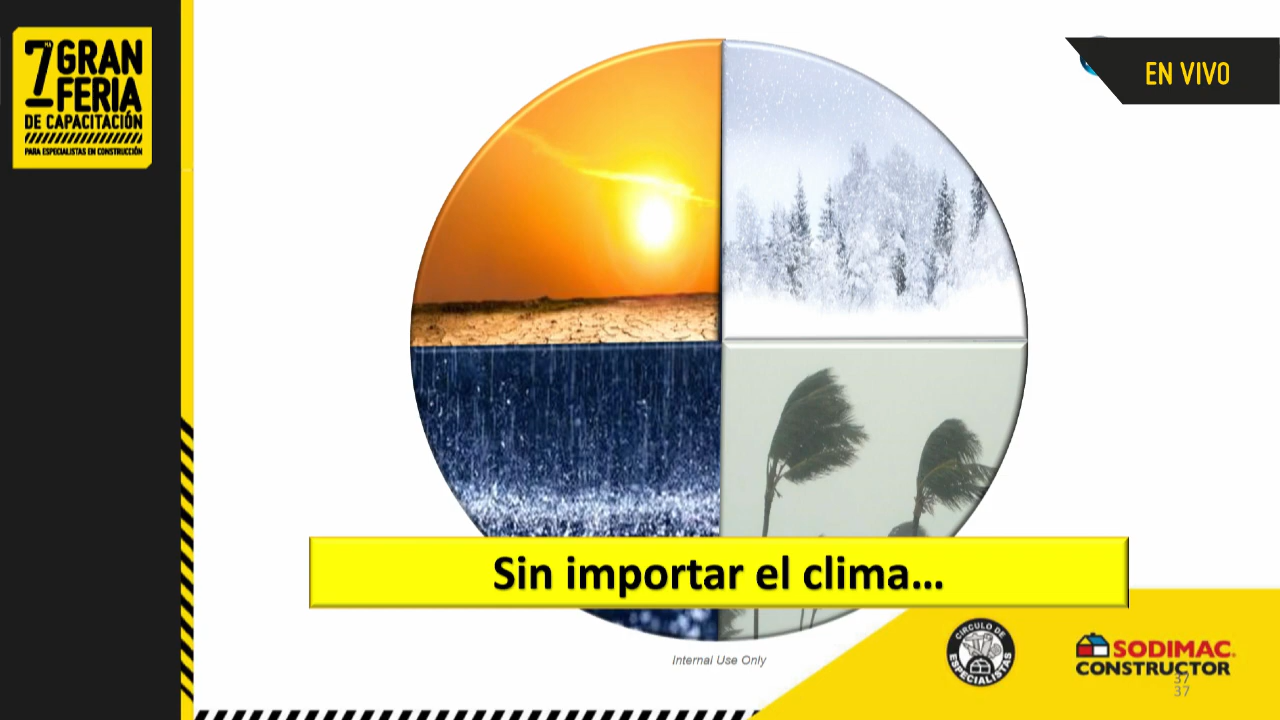 7MA GRAN
FERIA
DE CAPACITACIÓN
PARA ESPECIALISTAS EN CONSTRUCCIÓN
EN VIVO
Sin importar el clima...
Internal Use Only
CIRCULO DE
ESPECIALISTAS
SODIMAC®
CONSTRUCTOR
37
37